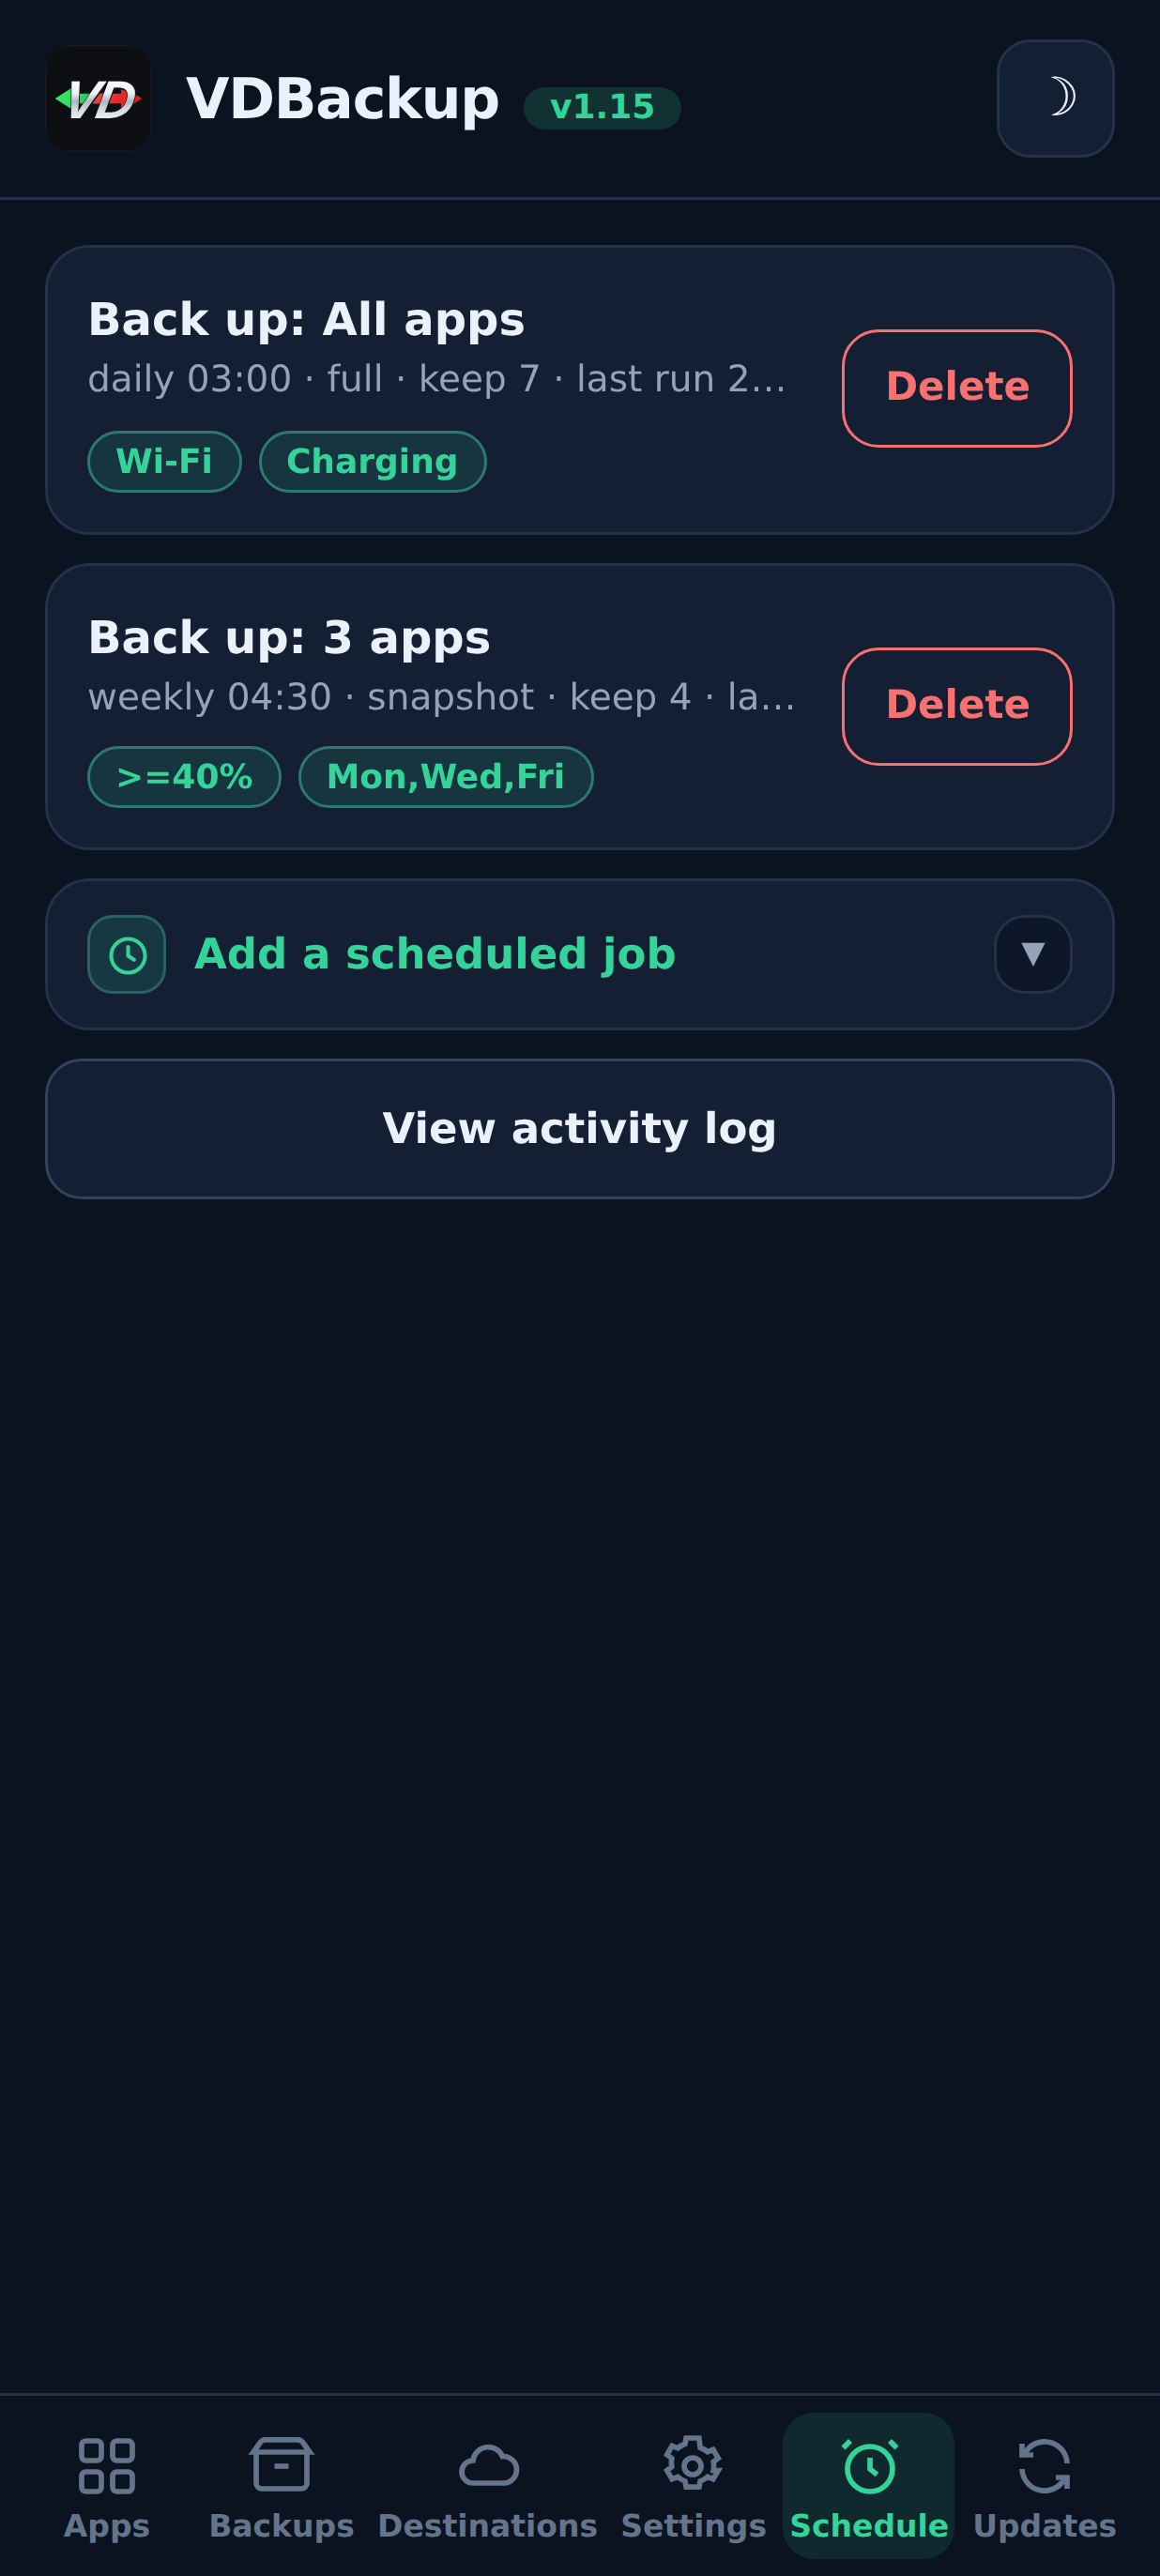 VD
VDBackup v1.15
Back up: All apps
daily 03:00 · full · keep 7 · last run 2…
Delete
Wi-Fi Charging
Back up: 3 apps
weekly 04:30 · snapshot · keep 4 · la…
Delete
>=40% Mon,Wed,Fri
Add a scheduled job
View activity log
Apps Backups Destinations Settings Schedule Updates